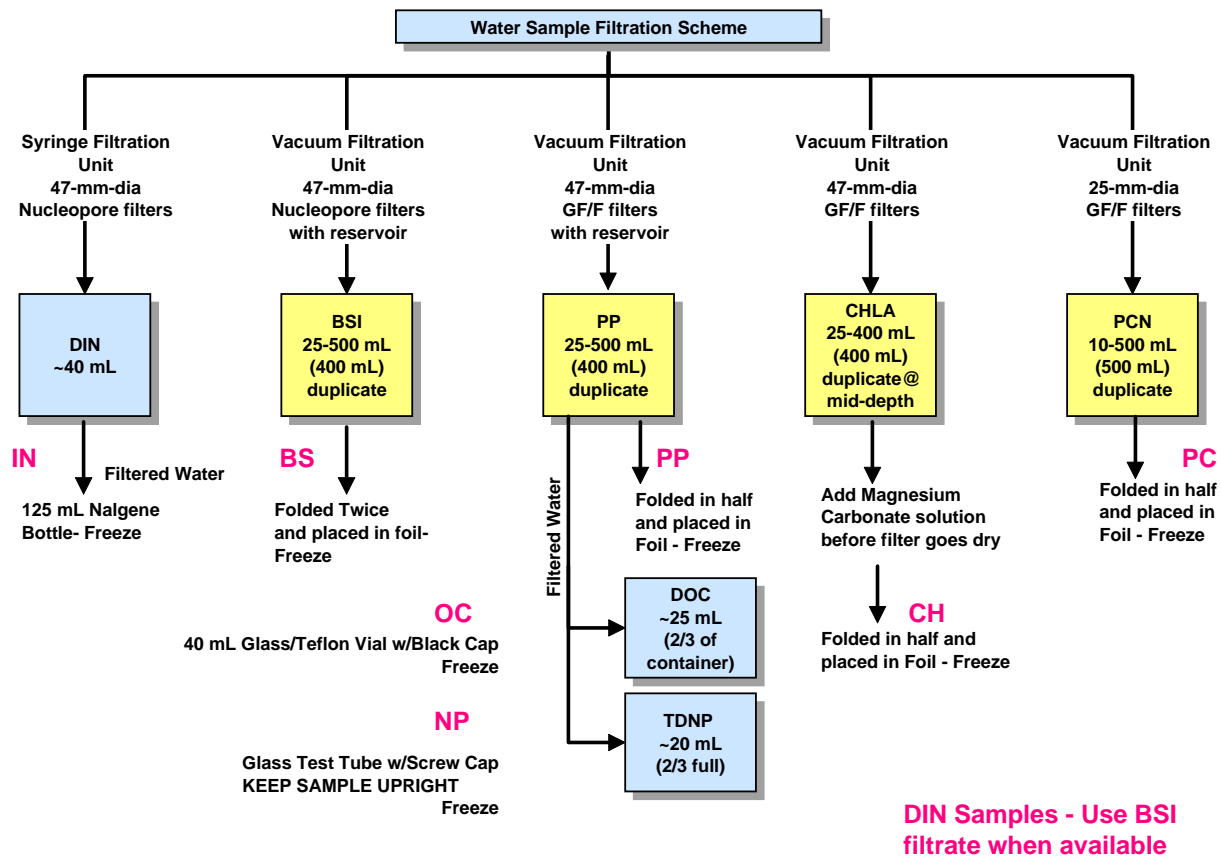 Water Sample Filtration Scheme
Syringe Filtration
Unit
47-mm-dia
Nucleopore filters
Vacuum Filtration
Unit
47-mm-dia
Nucleopore filters
with reservoir
Vacuum Filtration
Unit
47-mm-dia
GF/F filters
with reservoir
Vacuum Filtration
Unit
47-mm-dia
GF/F filters
Vacuum Filtration
Unit
25-mm-dia
GF/F filters
DIN
~40 mL
BSI
25-500 mL
(400 mL)
duplicate
PP
25-500 mL
(400 mL)
duplicate
CHLA
25-400 mL
(400 mL)
duplicate@
mid-depth
PCN
10-500 mL
(500 mL)
duplicate
IN
Filtered Water
125 mL Nalgene
Bottle- Freeze
BS
Folded Twice
and placed in foil-
Freeze
Filtered Water
PP
Folded in half
and placed in
Foil - Freeze
Add Magnesium
Carbonate solution
before filter goes dry
CH
Folded in half and
placed in Foil - Freeze
PC
Folded in half
and placed in
Foil - Freeze
OC
40 mL Glass/Teflon Vial w/Black Cap
Freeze
DOC
~25 mL
(2/3 of
container)
NP
Glass Test Tube w/Screw Cap
KEEP SAMPLE UPRIGHT
Freeze
TDNP
~20 mL
(2/3 full)
DIN Samples - Use BSI
filtrate when available